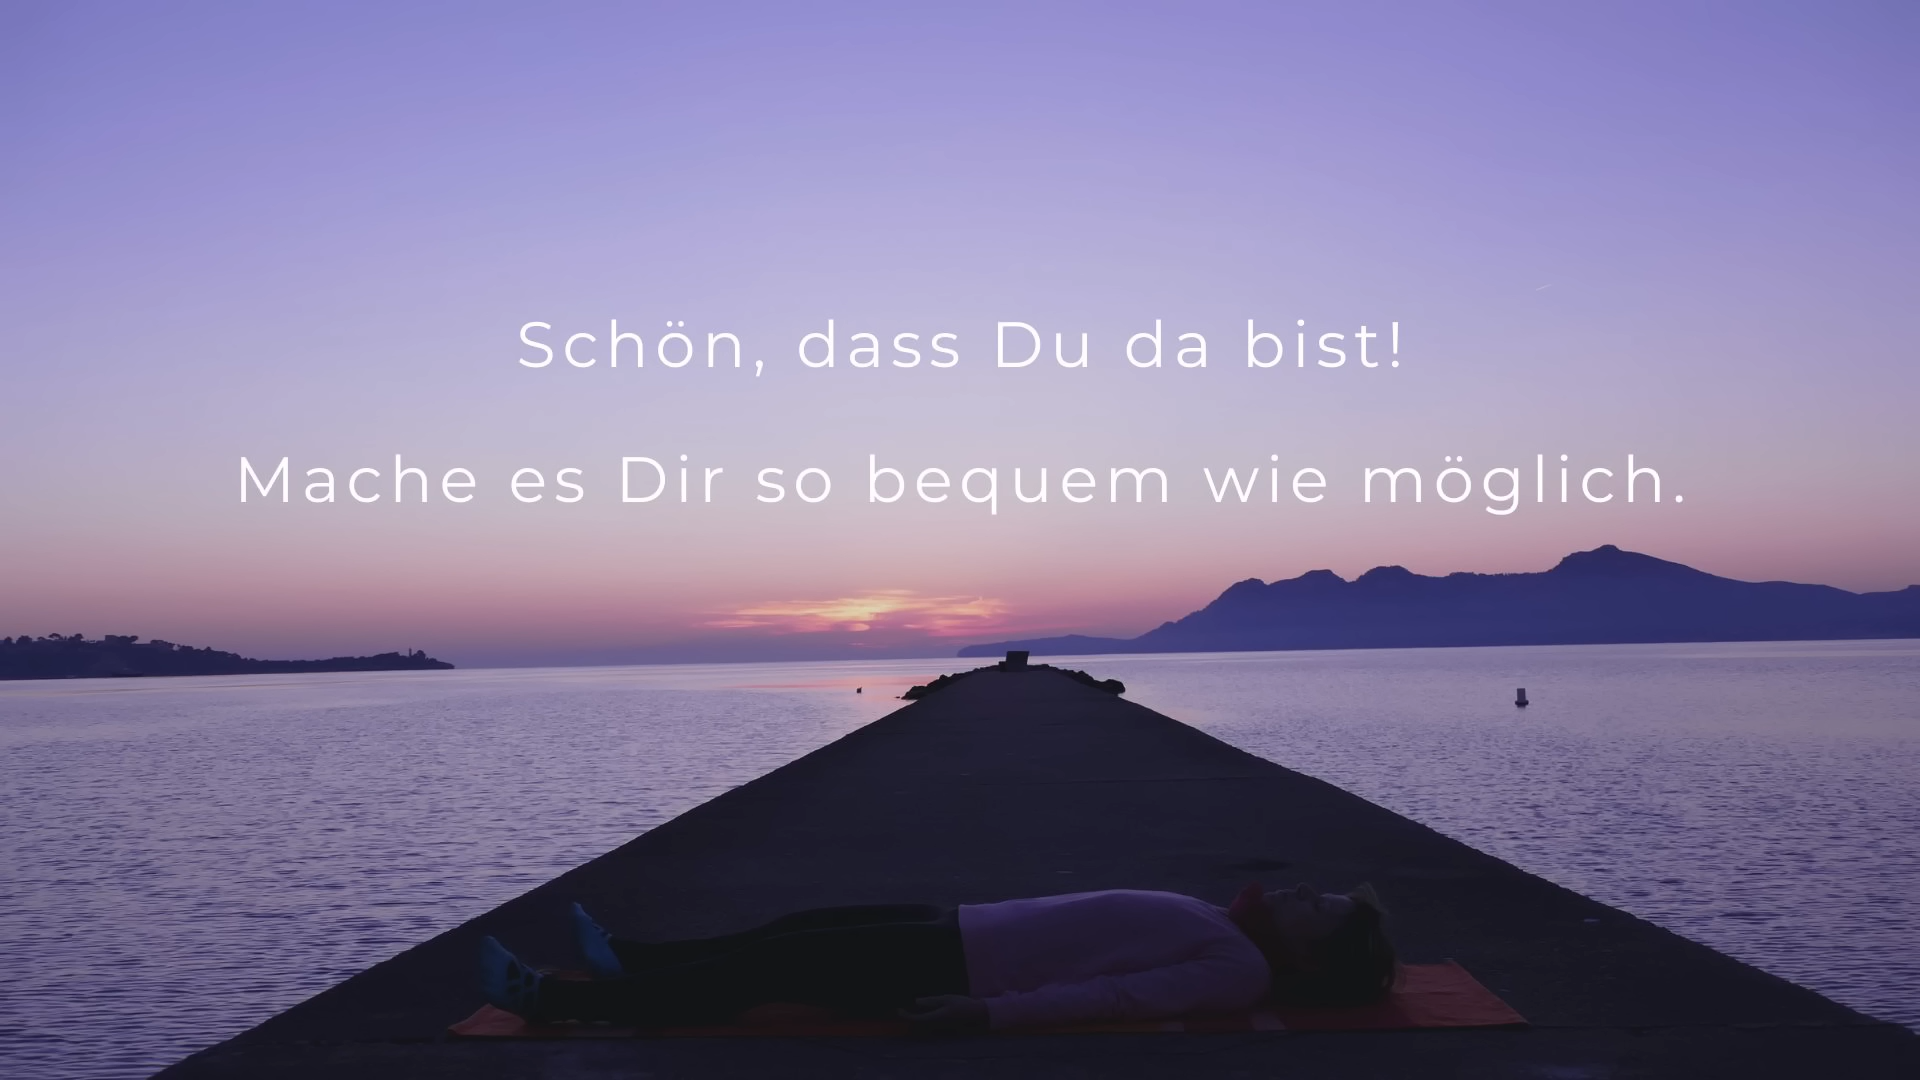 Schön, dass Du da bist!
Mache es Dir so bequem wie möglich.